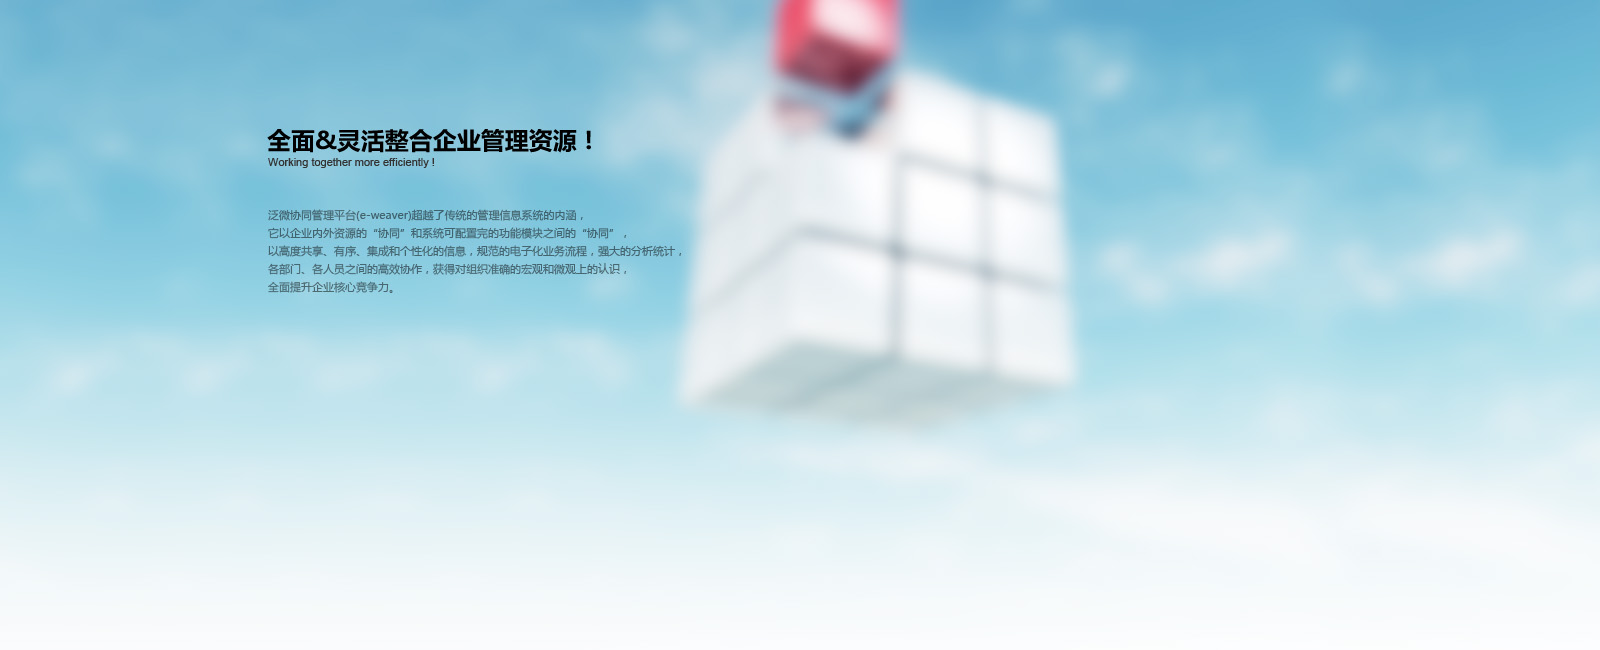 全面&灵活整合企业管理资源！
Working together more efficiently !
泛微协同管理平台(e-weaver)超越了传统的管理信息系统的内涵，
它以企业内外资源的“协同”和系统可配置完的功能模块之间的“协同”，
以高度共享、有序、集成和个性化的信息，规范的电子化业务流程，强大的分析统计，
各部门、各人员之间的高效协作，获得对组织准确的宏观和微观上的认识，
全面提升企业核心竞争力。